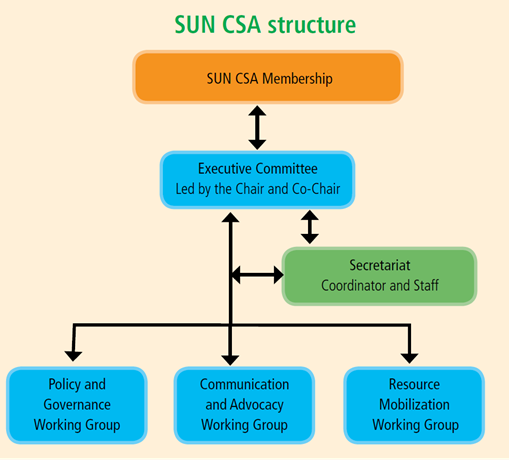 SUN CSA structure
SUN CSA Membership
Executive Committee
Led by the Chair and Co-Chair
Secretariat
Coordinator and Staff
Policy and
Governance
Working Group
Communication
and Advocacy
Working Group
Resource
Mobilization
Working Group